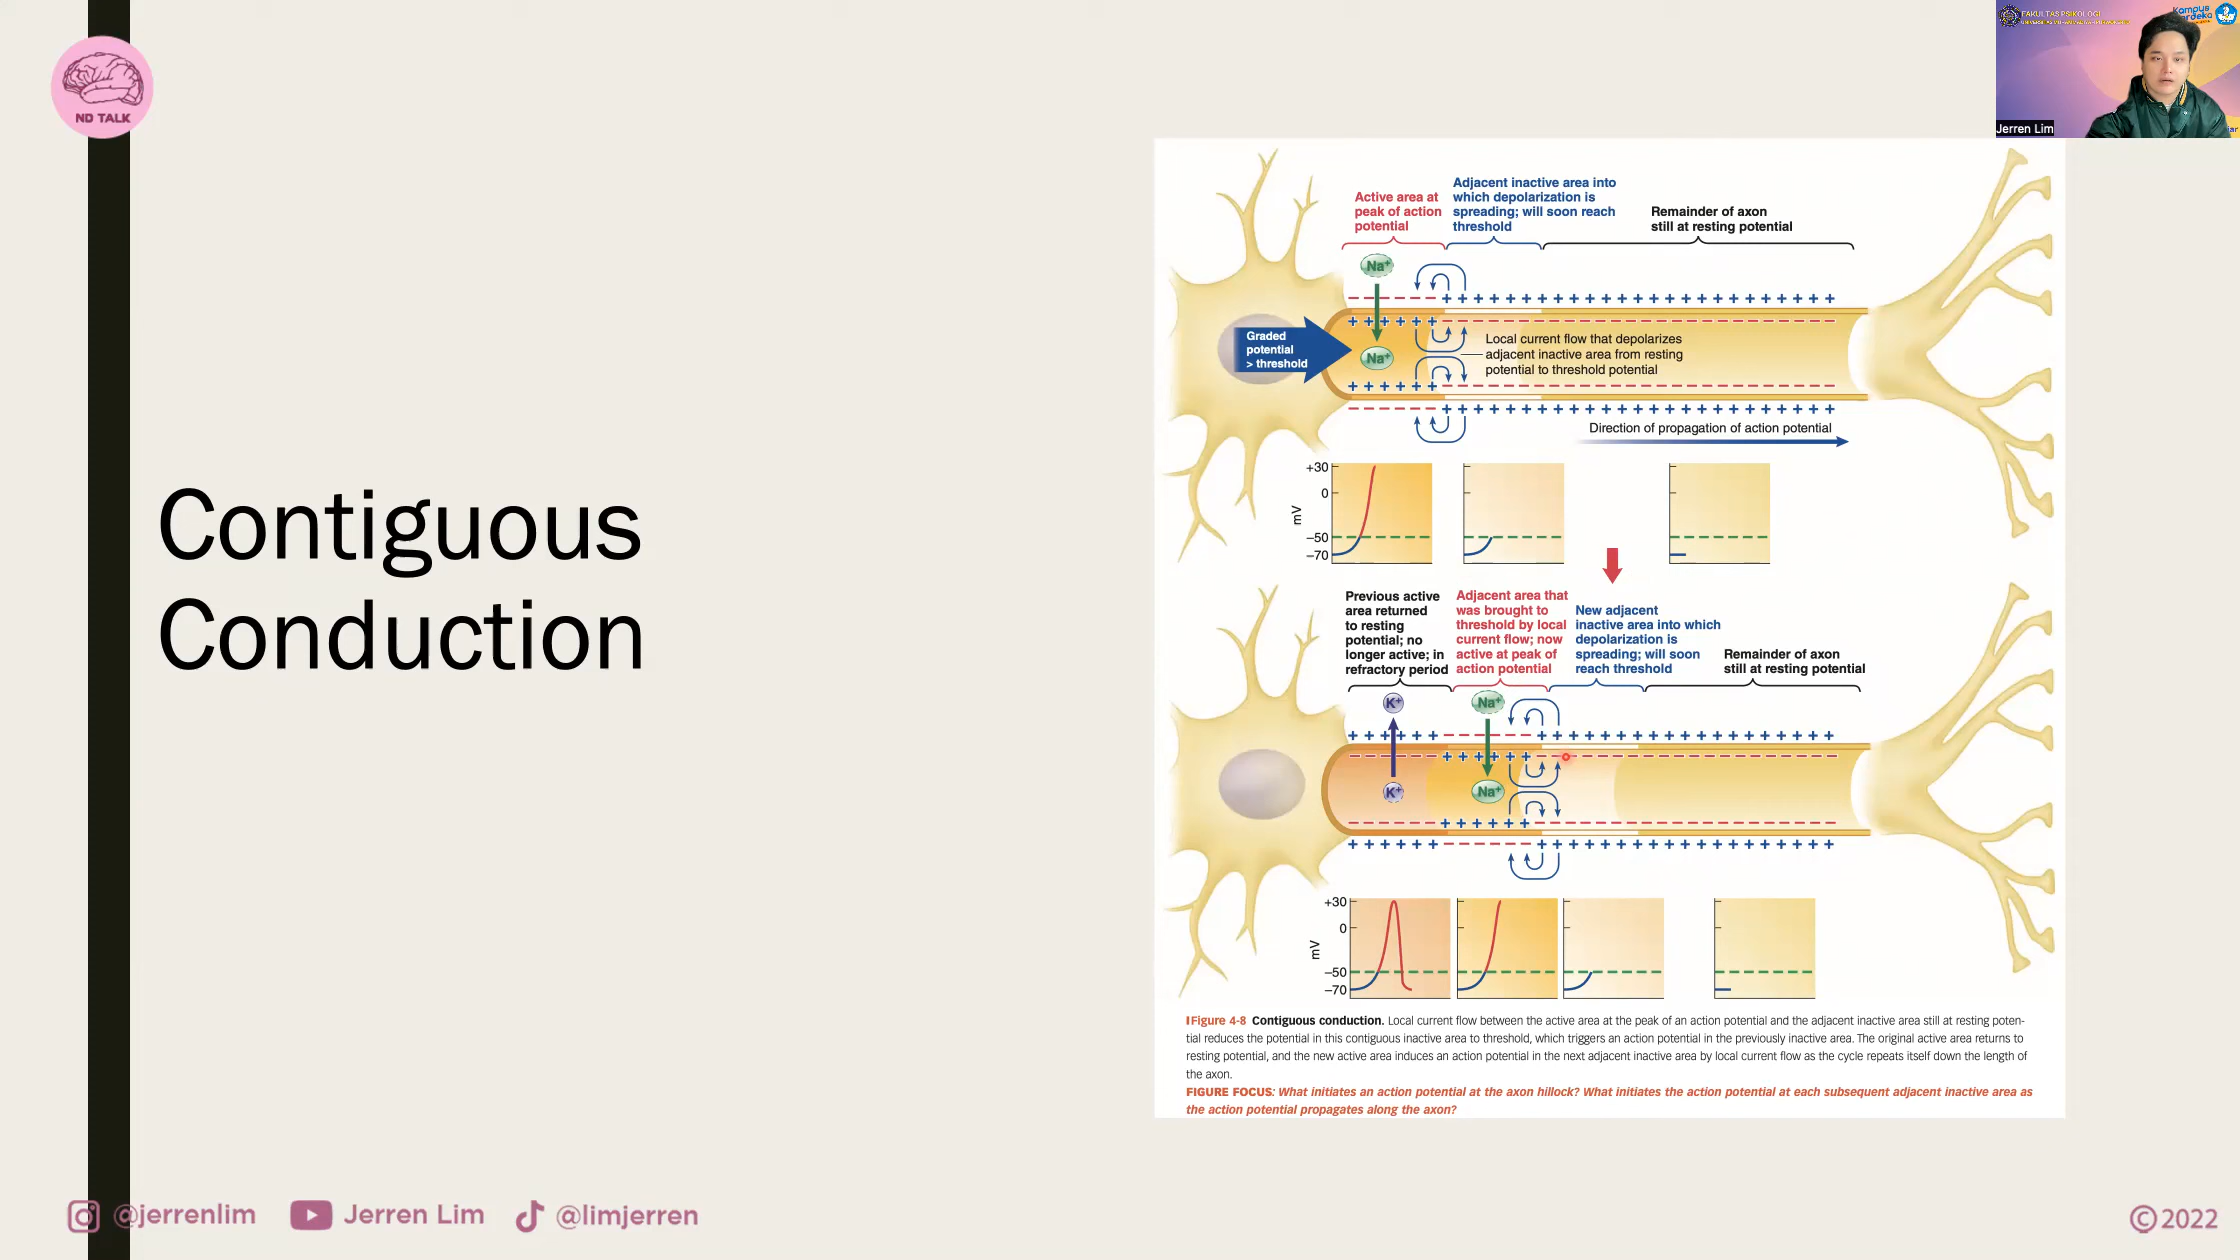 ND TALK
FAKULTAS PSIKOLOGI
Kampus
Merdeka
Jerren Lim
Contiguous
Conduction
Active area at
peak of action
potential
Adjacent inactive area into
which depolarization is
spreading; will soon reach
threshold
Remainder of axon
still at resting potential
Na+
Graded
potential
> threshold
Na+
Local current flow that depolarizes
adjacent inactive area from resting
potential to threshold potential
Direction of propagation of action potential
+30
0
mV
–50
–70
Previous active
area returned
to resting
potential; no
longer active; in
refractory period
Adjacent area that
was brought to
threshold by local
current flow; now
active at peak of
action potential
New adjacent
inactive area into which
depolarization is
spreading; will soon
reach threshold
Remainder of axon
still at resting potential
K+
Na+
K+
Na+
+30
0
mV
–50
–70
Figure 4-8 Contiguous conduction. Local current flow between the active area at the peak of an action potential and the adjacent inactive area still at resting poten-
tial reduces the potential in this contiguous inactive area to threshold, which triggers an action potential in the previously inactive area. The original active area returns to
resting potential, and the new active area induces an action potential in the next adjacent inactive area by local current flow as the cycle repeats itself down the length of
the axon.
FIGURE FOCUS: What initiates an action potential at the axon hillock? What initiates the action potential at each subsequent adjacent inactive area as
the action potential propagates along the axon?
@jerrenlim
Jerren Lim
@limjerren
©2022